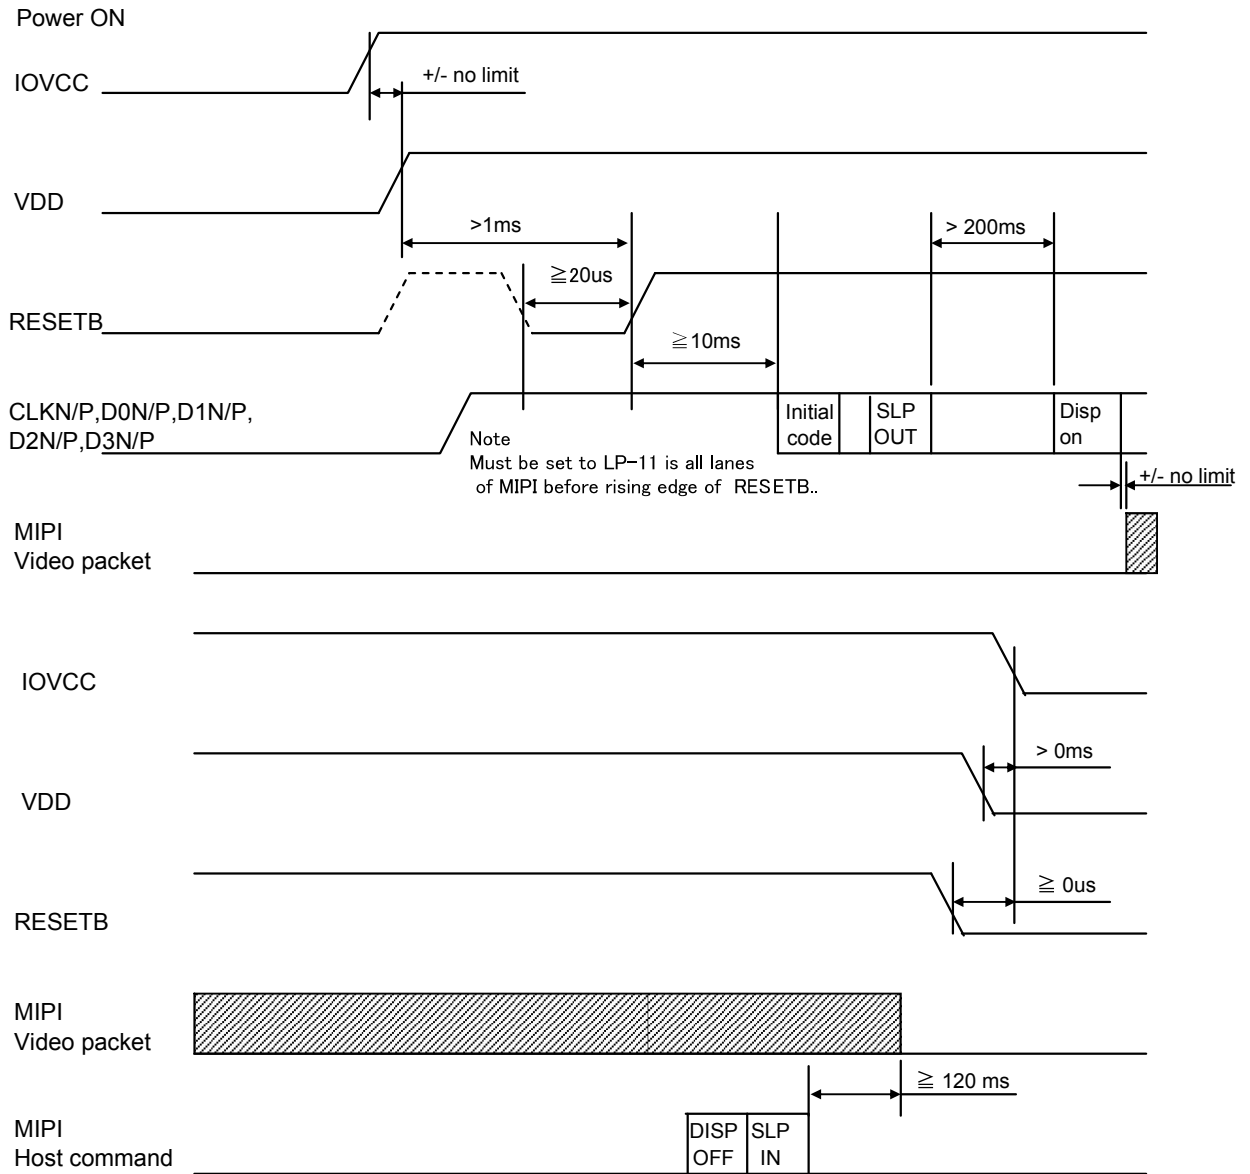 Power ON
IOVCC
+/- no limit
VDD
>1ms
> 200ms
≧20us
RESETB
≧10ms
CLKN/P,D0N/P,D1N/P,
D2N/P,D3N/P
Initial
code
SLP
OUT
Disp
on
Note
Must be set to LP-11 is all lanes
of MIPI before rising edge of RESETB..
+/- no limit
MIPI
Video packet
IOVCC
> 0ms
VDD
≧ 0us
RESETB
MIPI
Video packet
≧ 120 ms
MIPI
Host command
DISP
OFF
SLP
IN